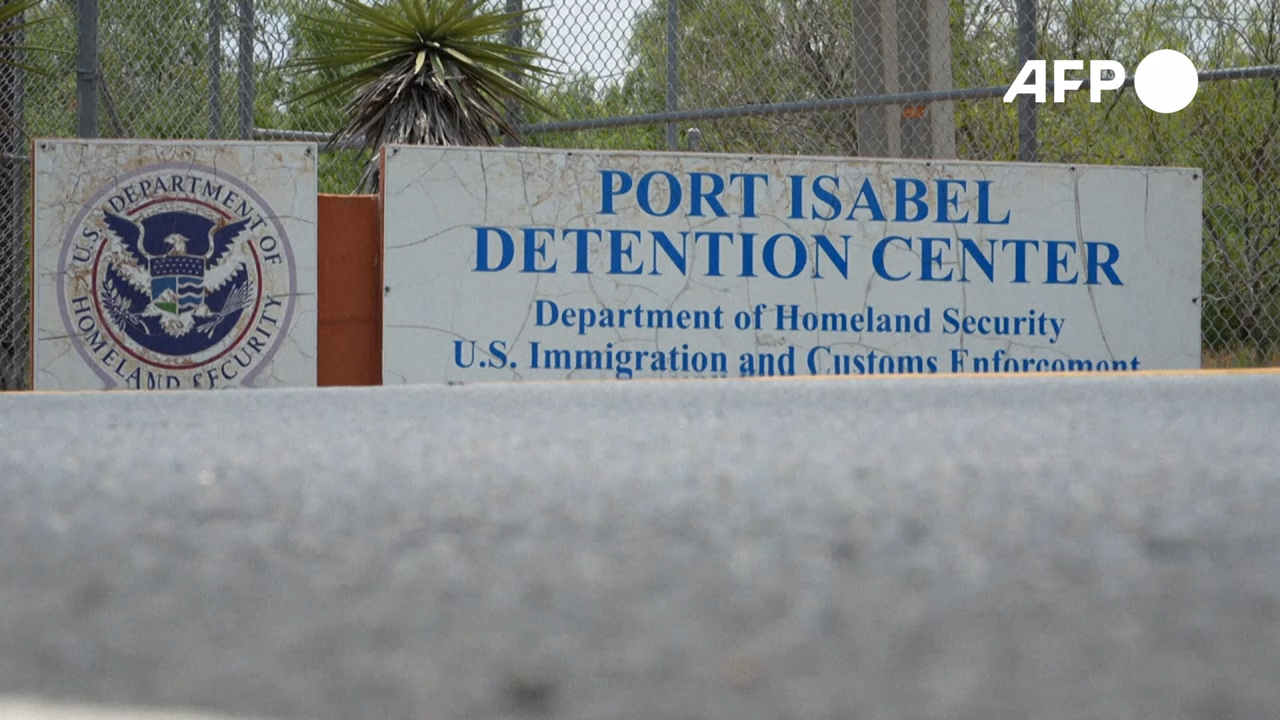 AFP
U.S. DEPARTMENT OF
HOMELAND SECURITY
PORT ISABEL
DETENTION CENTER
Department of Homeland Security
U.S. Immigration and Customs Enforcement